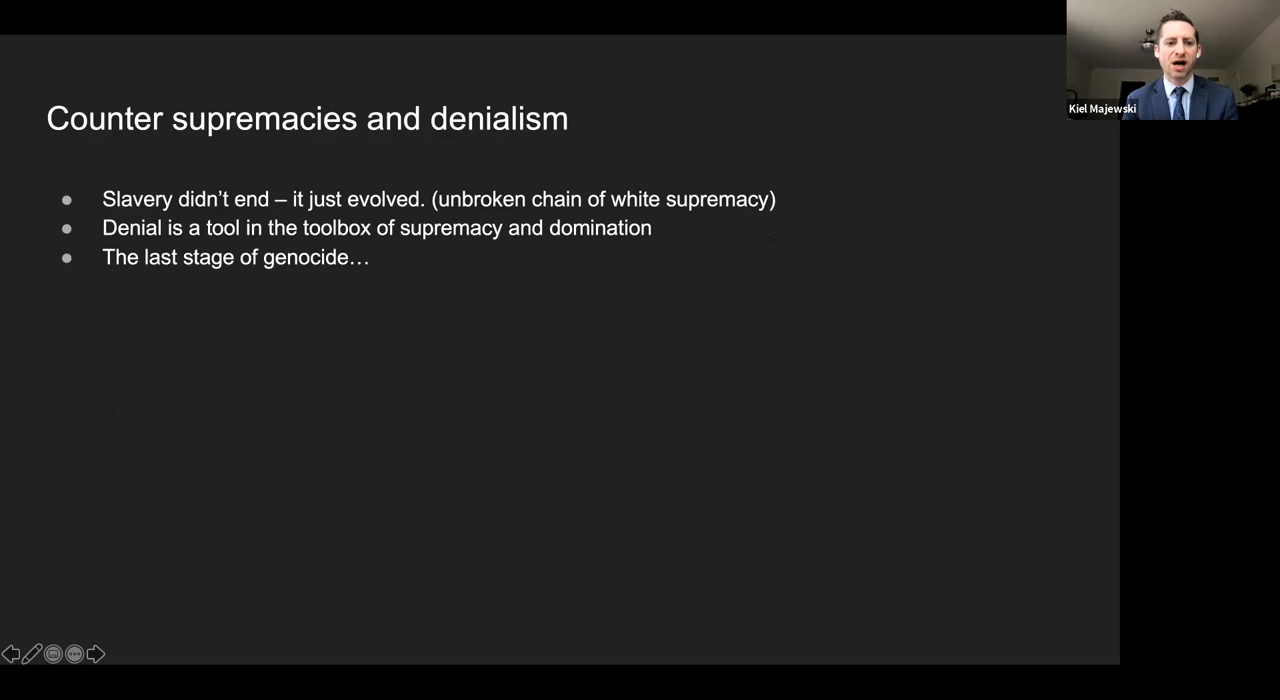 Kiel Majewski
Counter supremacies and denialism
● Slavery didn’t end – it just evolved. (unbroken chain of white supremacy)
● Denial is a tool in the toolbox of supremacy and domination
● The last stage of genocide…